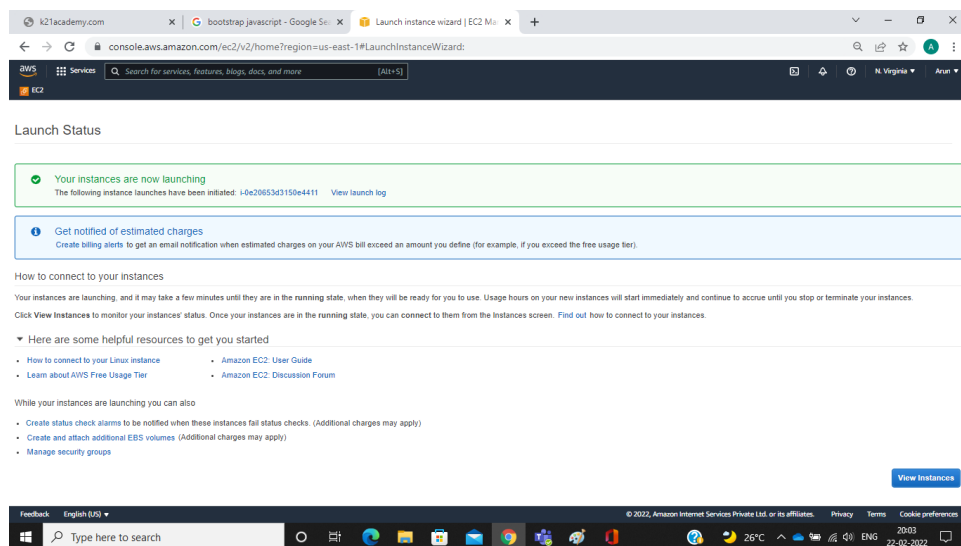 k21academy.com
bootstrap javascript - Google Se
Launch instance wizard | EC2 Ma
console.aws.amazon.com/ec2/v2/home?region=us-east-1#LaunchInstanceWizard:
A
aws Services Search for services, features, blogs, docs, and more [Alt+S] N. Virginia Arun
EC2
Launch Status
Your instances are now launching
The following instance launches have been initiated: i-0e20653d3150e4411 View launch log
Get notified of estimated charges
Create billing alerts to get an email notification when estimated charges on your AWS bill exceed an amount you define (for example, if you exceed the free usage tier).
How to connect to your instances
Your instances are launching, and it may take a few minutes until they are in the running state, when they will be ready for you to use. Usage hours on your new instances will start immediately and continue to accrue until you stop or terminate your instances.
Click View Instances to monitor your instances' status. Once your instances are in the running state, you can connect to them from the Instances screen. Find out how to connect to your instances.
Here are some helpful resources to get you started
How to connect to your Linux instance
Amazon EC2: User Guide
Learn about AWS Free Usage Tier
Amazon EC2: Discussion Forum
While your instances are launching you can also
Create status check alarms to be notified when these instances fail status checks. (Additional charges may apply)
Create and attach additional EBS volumes (Additional charges may apply)
Manage security groups
View Instances
Feedback English (US) © 2022, Amazon Internet Services Private Ltd. or its affiliates. Privacy Terms Cookie preferences
Type here to search
26°C ENG
20:03
22-02-2022